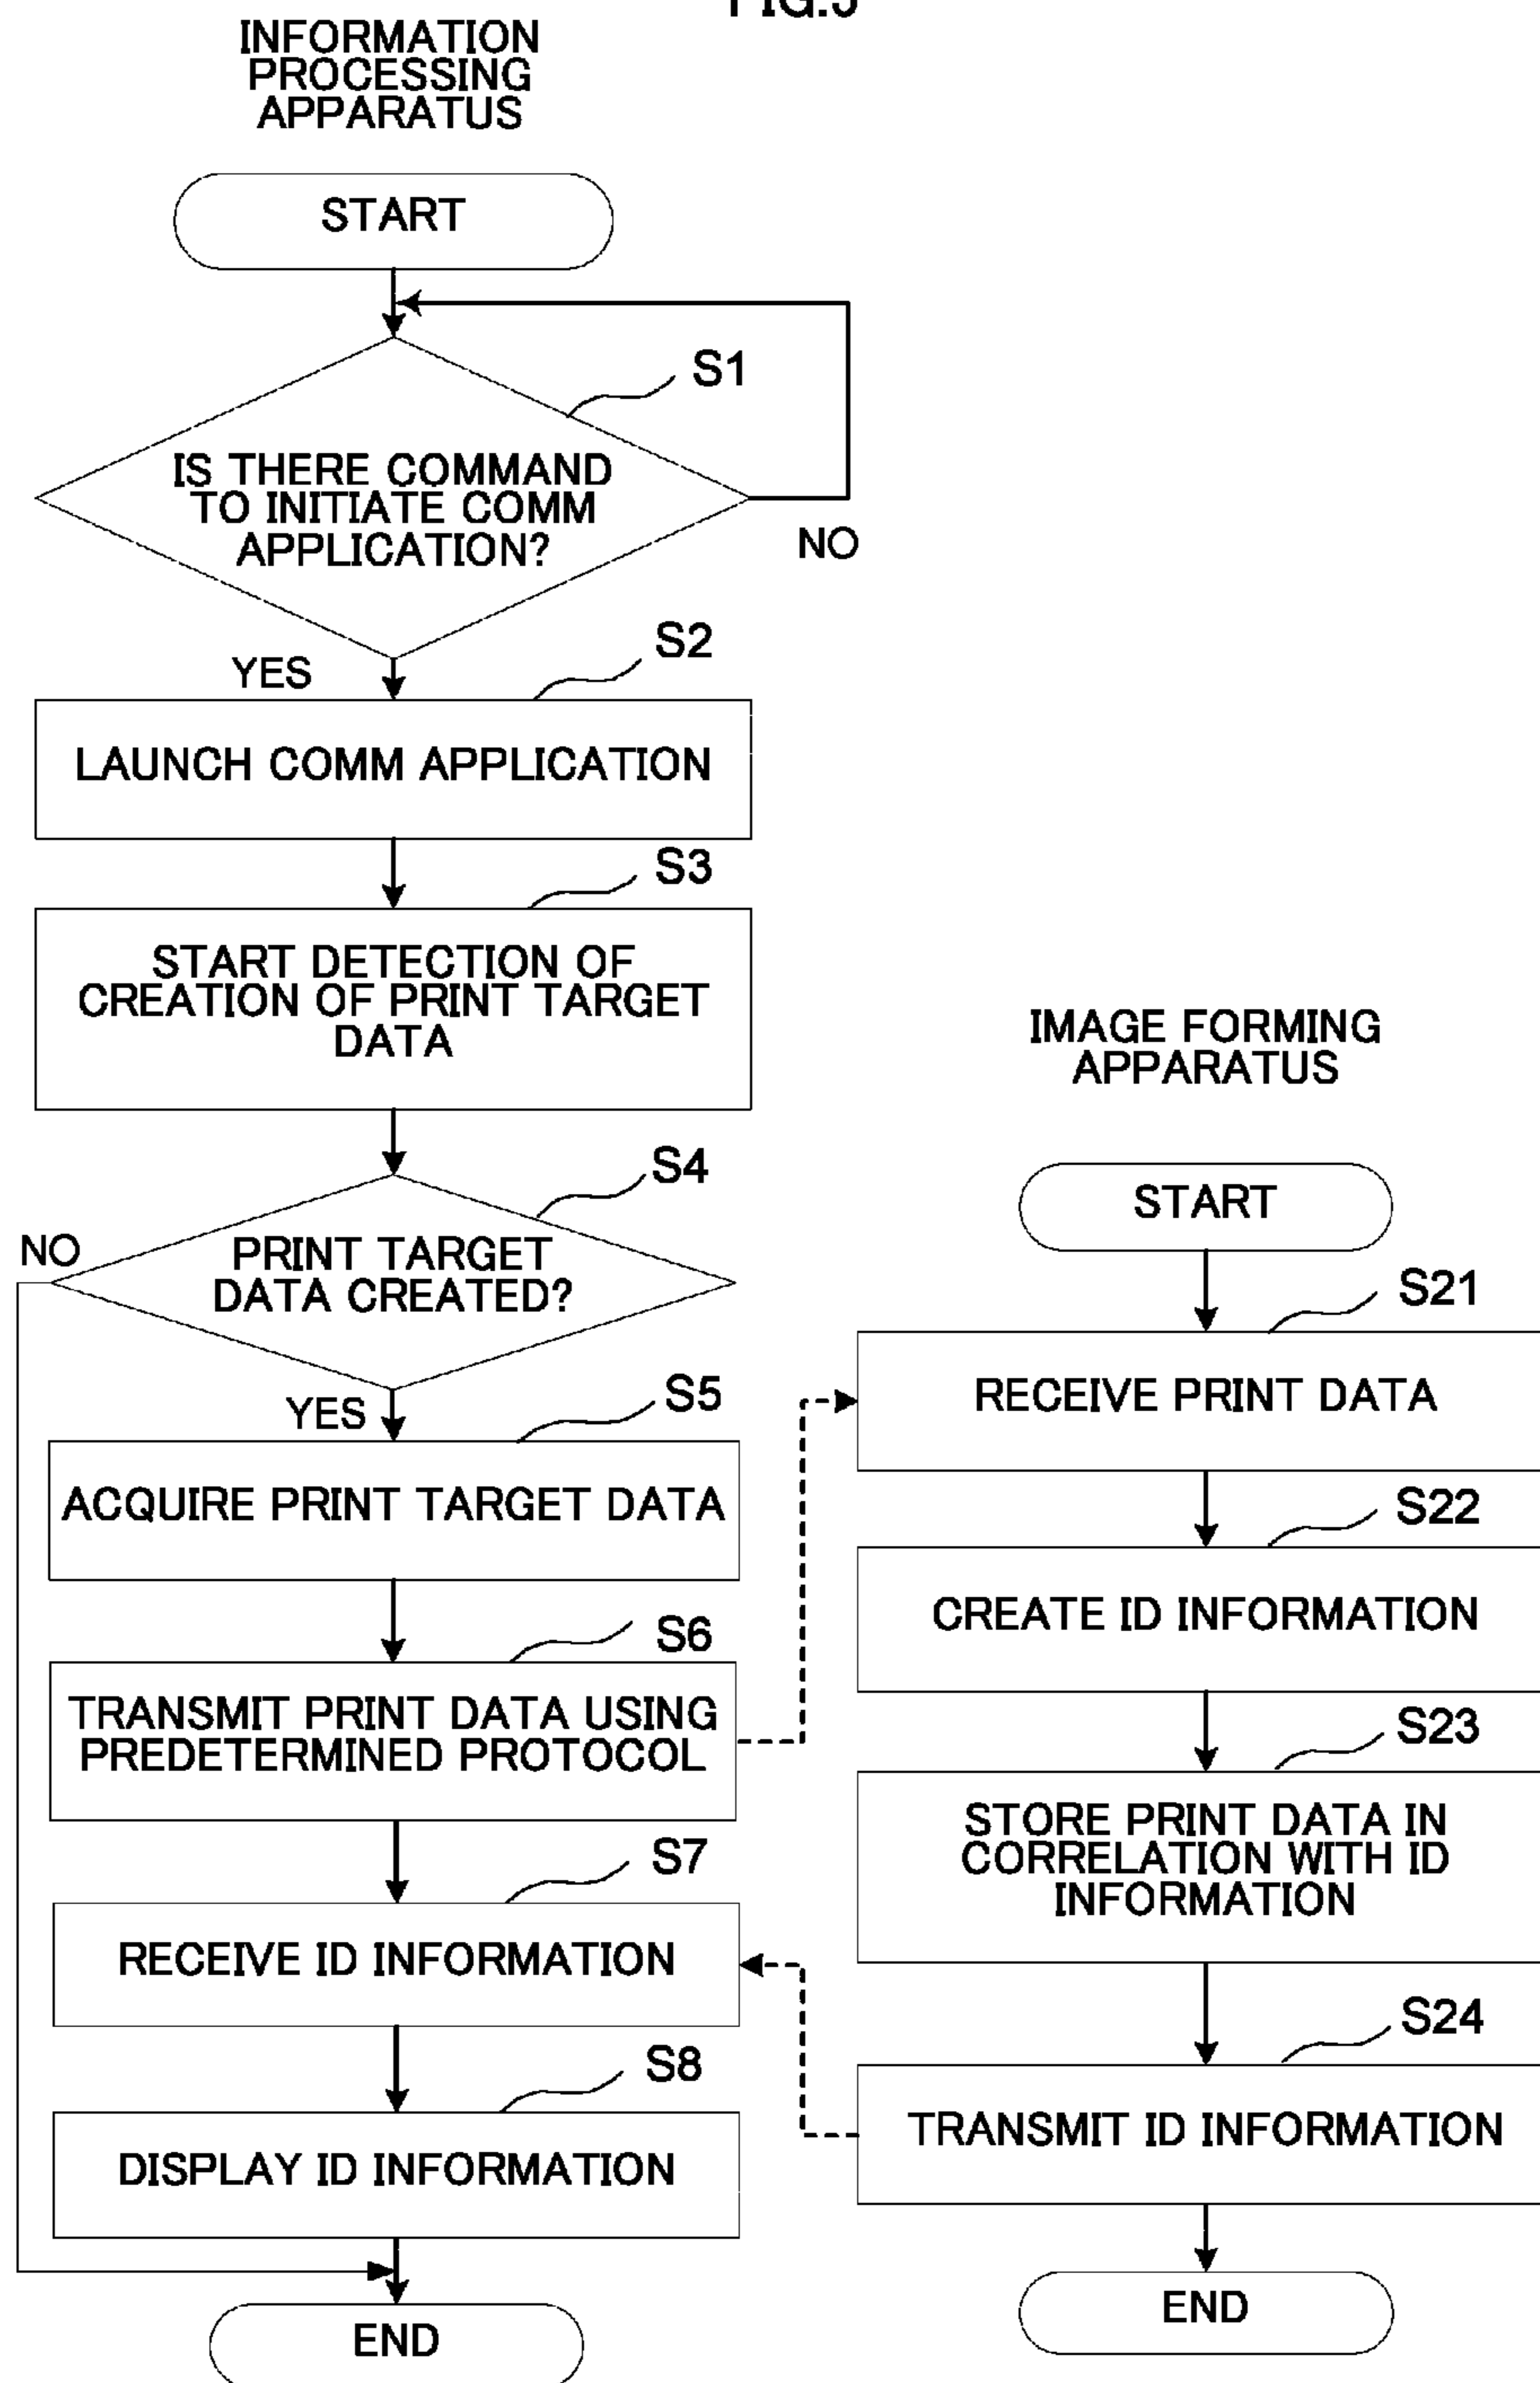 INFORMATION
PROCESSING
APPARATUS
START
S1
IS THERE COMMAND
TO INITIATE COMM
APPLICATION?
NO
YES
S2
LAUNCH COMM APPLICATION
S3
START DETECTION OF
CREATION OF PRINT TARGET
DATA
S4
NO
PRINT TARGET
DATA CREATED?
YES
S5
ACQUIRE PRINT TARGET DATA
S6
TRANSMIT PRINT DATA USING
PREDETERMINED PROTOCOL
S7
RECEIVE ID INFORMATION
S8
DISPLAY ID INFORMATION
END
IMAGE FORMING
APPARATUS
START
S21
RECEIVE PRINT DATA
S22
CREATE ID INFORMATION
S23
STORE PRINT DATA IN
CORRELATION WITH ID
INFORMATION
S24
TRANSMIT ID INFORMATION
END